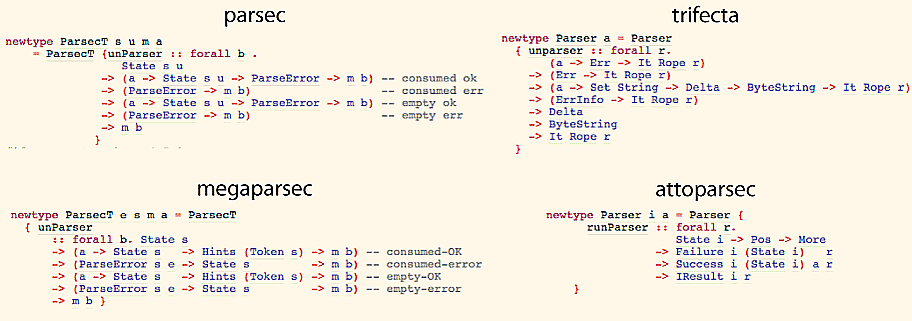 parsec
newtype ParsecT s u m a
= ParsecT {unParser :: forall b .
State s u
-> (a -> State s u -> ParseError -> m b) -- consumed ok
-> (ParseError -> m b) -- consumed err
-> (a -> State s u -> ParseError -> m b) -- empty ok
-> (ParseError -> m b) -- empty err
-> m b
}
trifecta
newtype Parser a = Parser
{ unparser :: forall r.
(a -> Err -> It Rope r)
-> (Err -> It Rope r)
-> (a -> Set String -> Delta -> ByteString -> It Rope r)
-> (ErrInfo -> It Rope r)
-> Delta
-> ByteString
-> It Rope r
}
megaparsec
newtype ParsecT e s m a = ParsecT
{ unParser
:: forall b. State s
-> (a -> State s -> Hints (Token s) -> m b) -- consumed-OK
-> (ParseError s e -> State s -> m b) -- consumed-error
-> (a -> State s -> Hints (Token s) -> m b) -- empty-OK
-> (ParseError s e -> State s -> m b) -- empty-error
-> m b }
attoparsec
newtype Parser i a = Parser {
runParser :: forall r.
State i -> Pos -> More
-> Failure i (State i) r
-> Success i (State i) a r
-> IResult i r
}